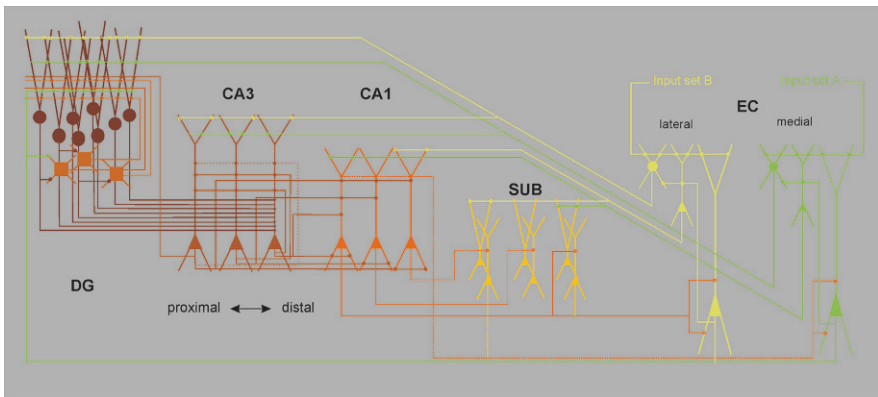 Input set B
Input set A
CA3
CA1
EC
lateral
medial
SUB
DG
proximal
distal